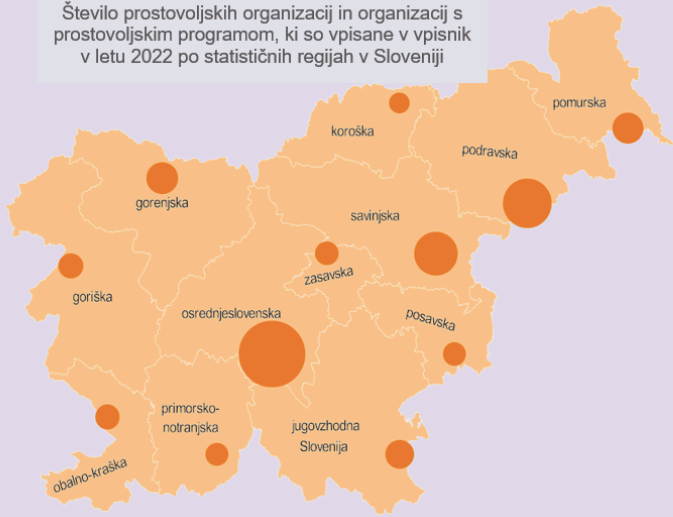 Število prostovoljskih organizacij in organizacij s
prostovoljskim programom, ki so vpisane v vpisnik
v letu 2022 po statističnih regijah v Sloveniji
pomurska
koroška
podravska
gorenjska
savinjska
zasavska
goriška
osrednjeslovenska
posavska
primorsko-
notranjska
jugovzhodna
Slovenija
obalno-kraška